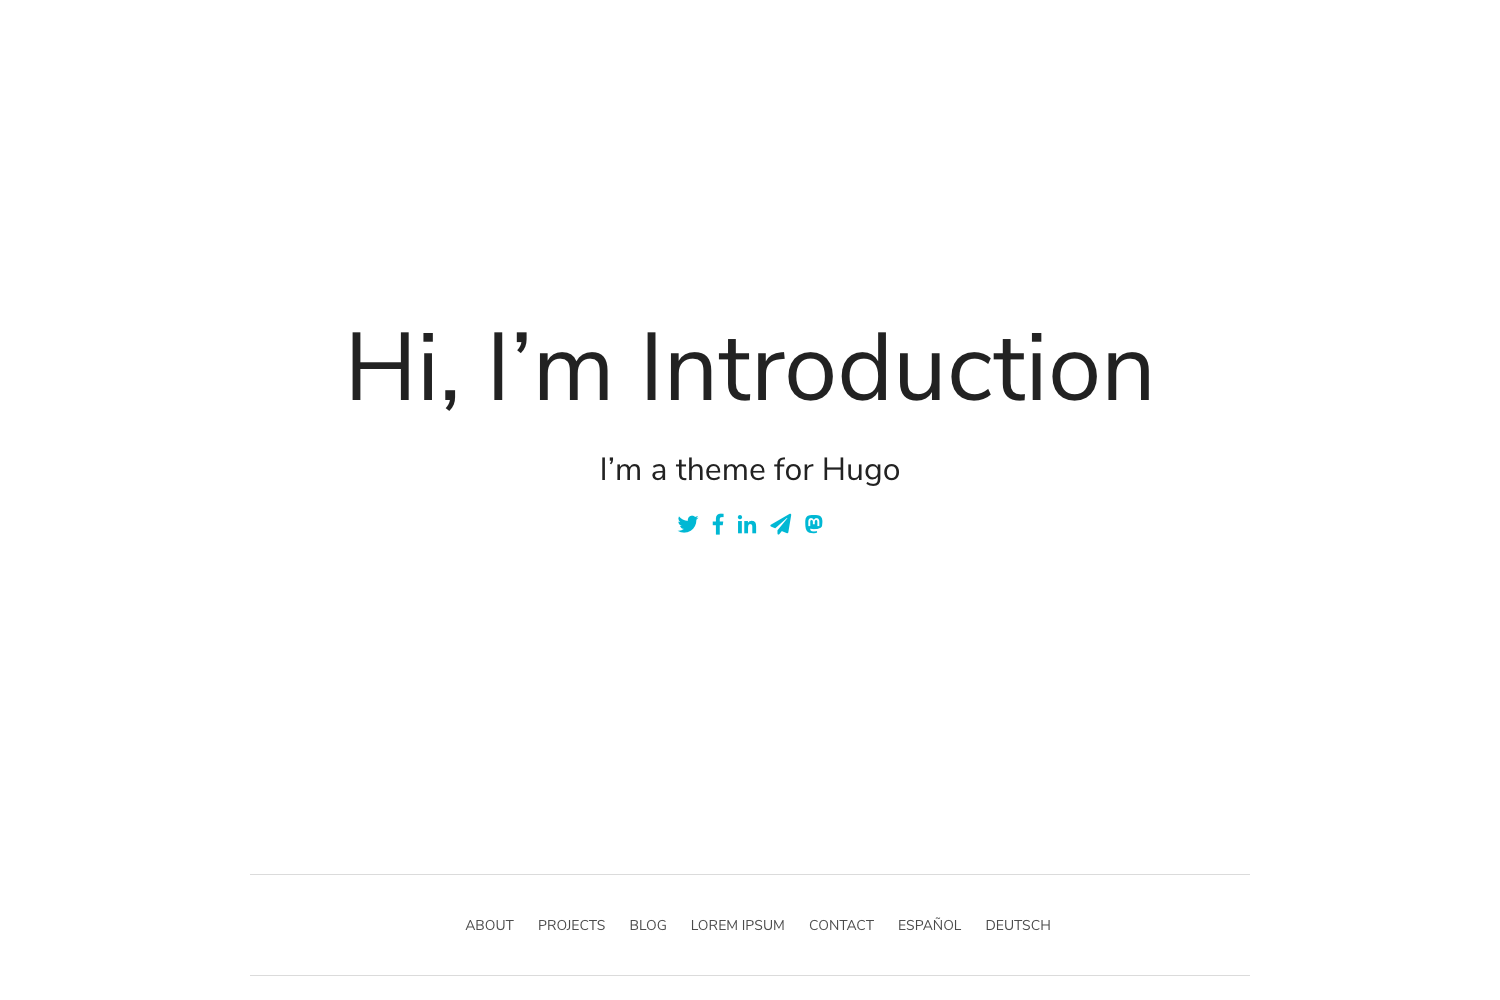 Hi, I’m Introduction
I’m a theme for Hugo
ABOUT PROJECTS BLOG LOREM IPSUM CONTACT ESPAÑOL DEUTSCH